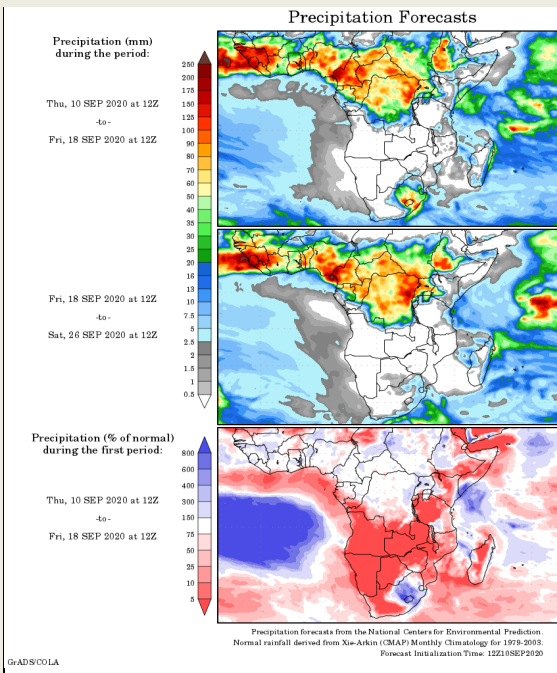 Precipitation Forecasts
Precipitation (mm)
during the period:
Thu, 10 SEP 2020 at 12Z
-to-
Fri, 18 SEP 2020 at 12Z
250
200
175
150
125
100
90
80
70
60
50
40
35
30
25
20
16
13
10
7.5
5
2.5
2
1.5
1
0.5
Fri, 18 SEP 2020 at 12Z
-to-
Sat, 26 SEP 2020 at 12Z
Precipitation (% of normal)
during the first period:
Thu, 10 SEP 2020 at 12Z
-to-
Fri, 18 SEP 2020 at 12Z
800
600
400
300
150
75
50
25
10
5
Precipitation forecasts from the National Centers for Environmental Prediction.
Normal rainfall derived from Xie-Arkin (CMAP) Monthly Climatology for 1979-2003.
Forecast Initialization Time: 12Z10SEP2020
GrADS/COLA